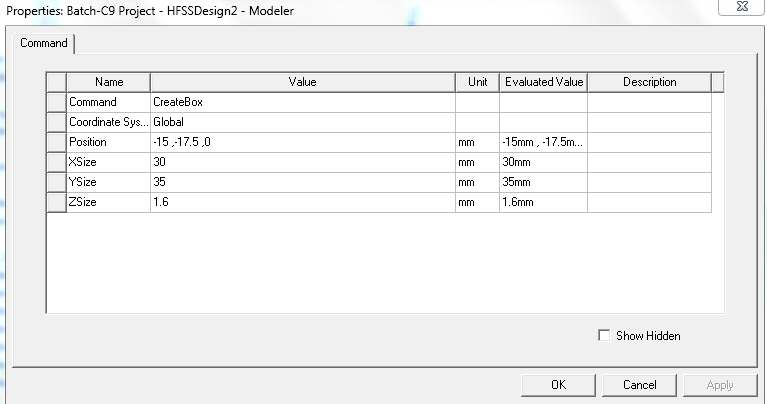 Properties: Batch-C9 Project - HFSSDesign2 - Modeler
Command
Name Value Unit Evaluated Value Description
Command CreateBox
Coordinate Sys... Global
Position -15 ,-17.5 ,0 mm -15mm , -17.5m...
XSize 30 mm 30mm
YSize 35 mm 35mm
ZSize 1.6 mm 1.6mm
Show Hidden
OK Cancel Apply